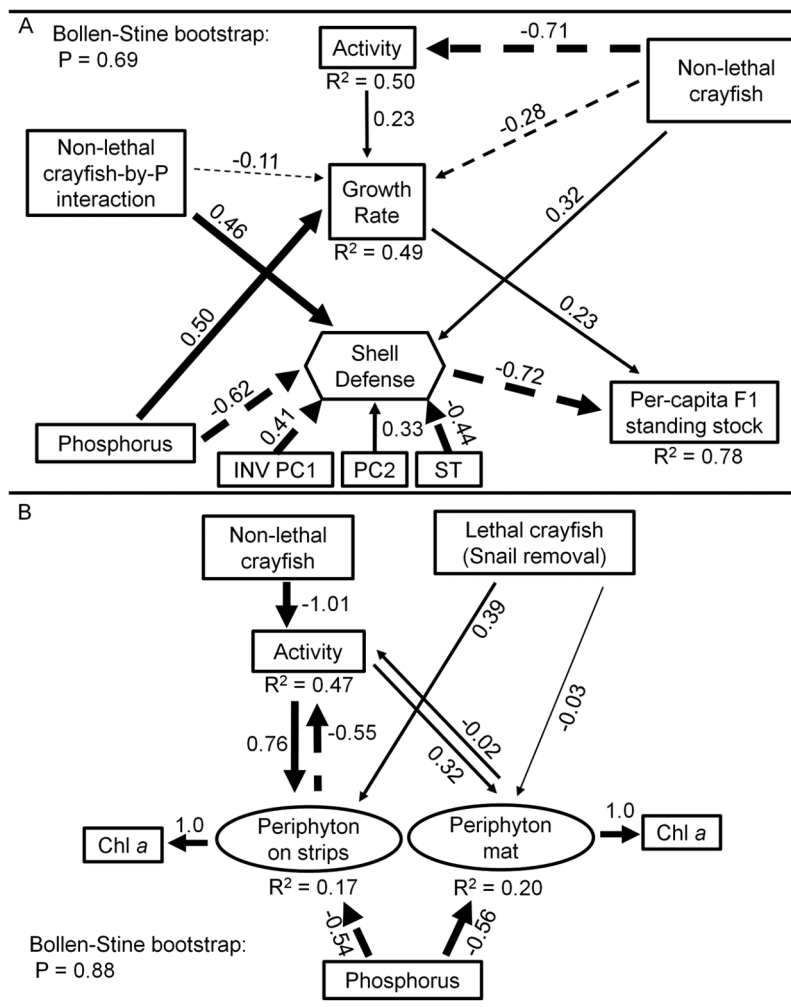 A
Bollen-Stine bootstrap:
P = 0.69
Activity
R² = 0.50
-0.71
Non-lethal
crayfish
0.23
-0.28
Non-lethal
crayfish-by-P
interaction
-0.11
Growth
Rate
R² = 0.49
0.46
0.32
0.50
0.23
Shell
Defense
-0.62
-0.72
Phosphorus
0.41
0.33
-0.44
Per-capita F1
standing stock
R² = 0.78
INV PC1
PC2
ST
B
Non-lethal
crayfish
Lethal crayfish
(Snail removal)
-1.01
0.39
Activity
R² = 0.47
-0.03
0.76
-0.55
-0.02
0.32
Chl a
1.0
Periphyton
on strips
R² = 0.17
Periphyton
mat
R² = 0.20
1.0
Chl a
-0.54
-0.56
Bollen-Stine bootstrap:
P = 0.88
Phosphorus